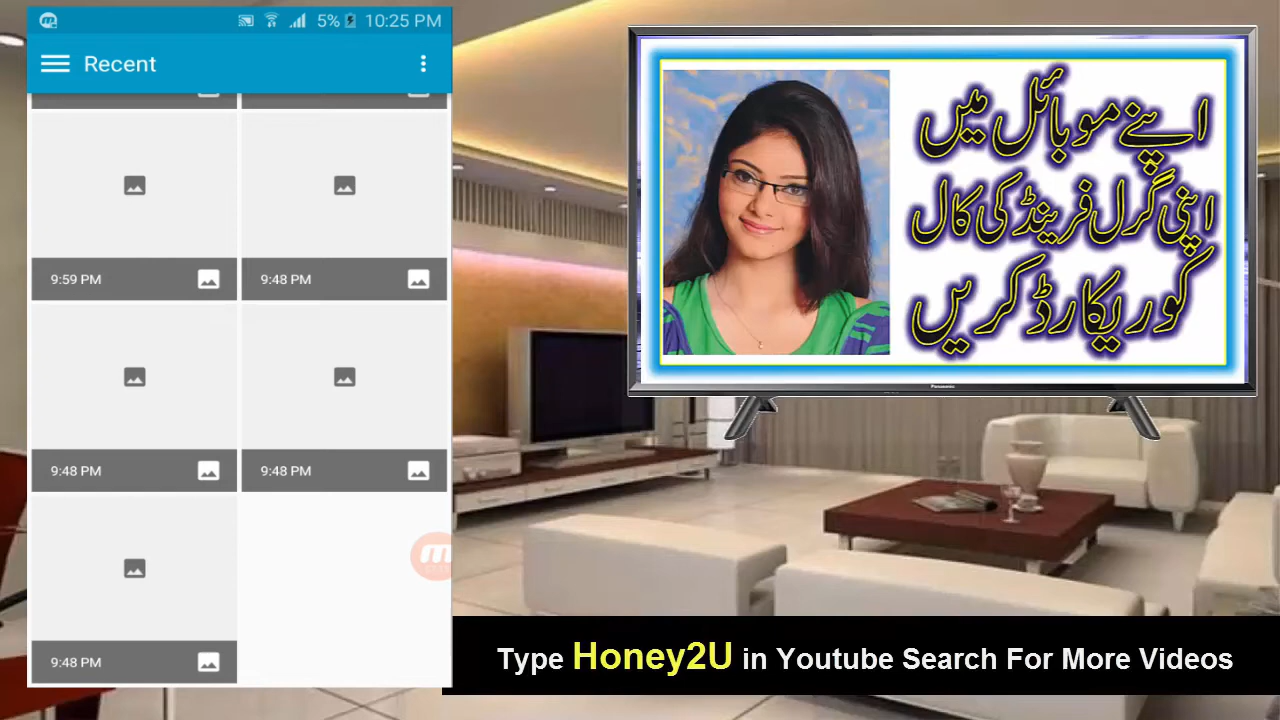 5% 10:25 PM
Recent
9:59 PM
9:48 PM
9:48 PM
9:48 PM
9:48 PM
اپنے موبائل میں
اپنی گرل فرینڈ کی کال
کو ریکارڈ کریں
Panasonic
Type Honey2U in Youtube Search For More Videos